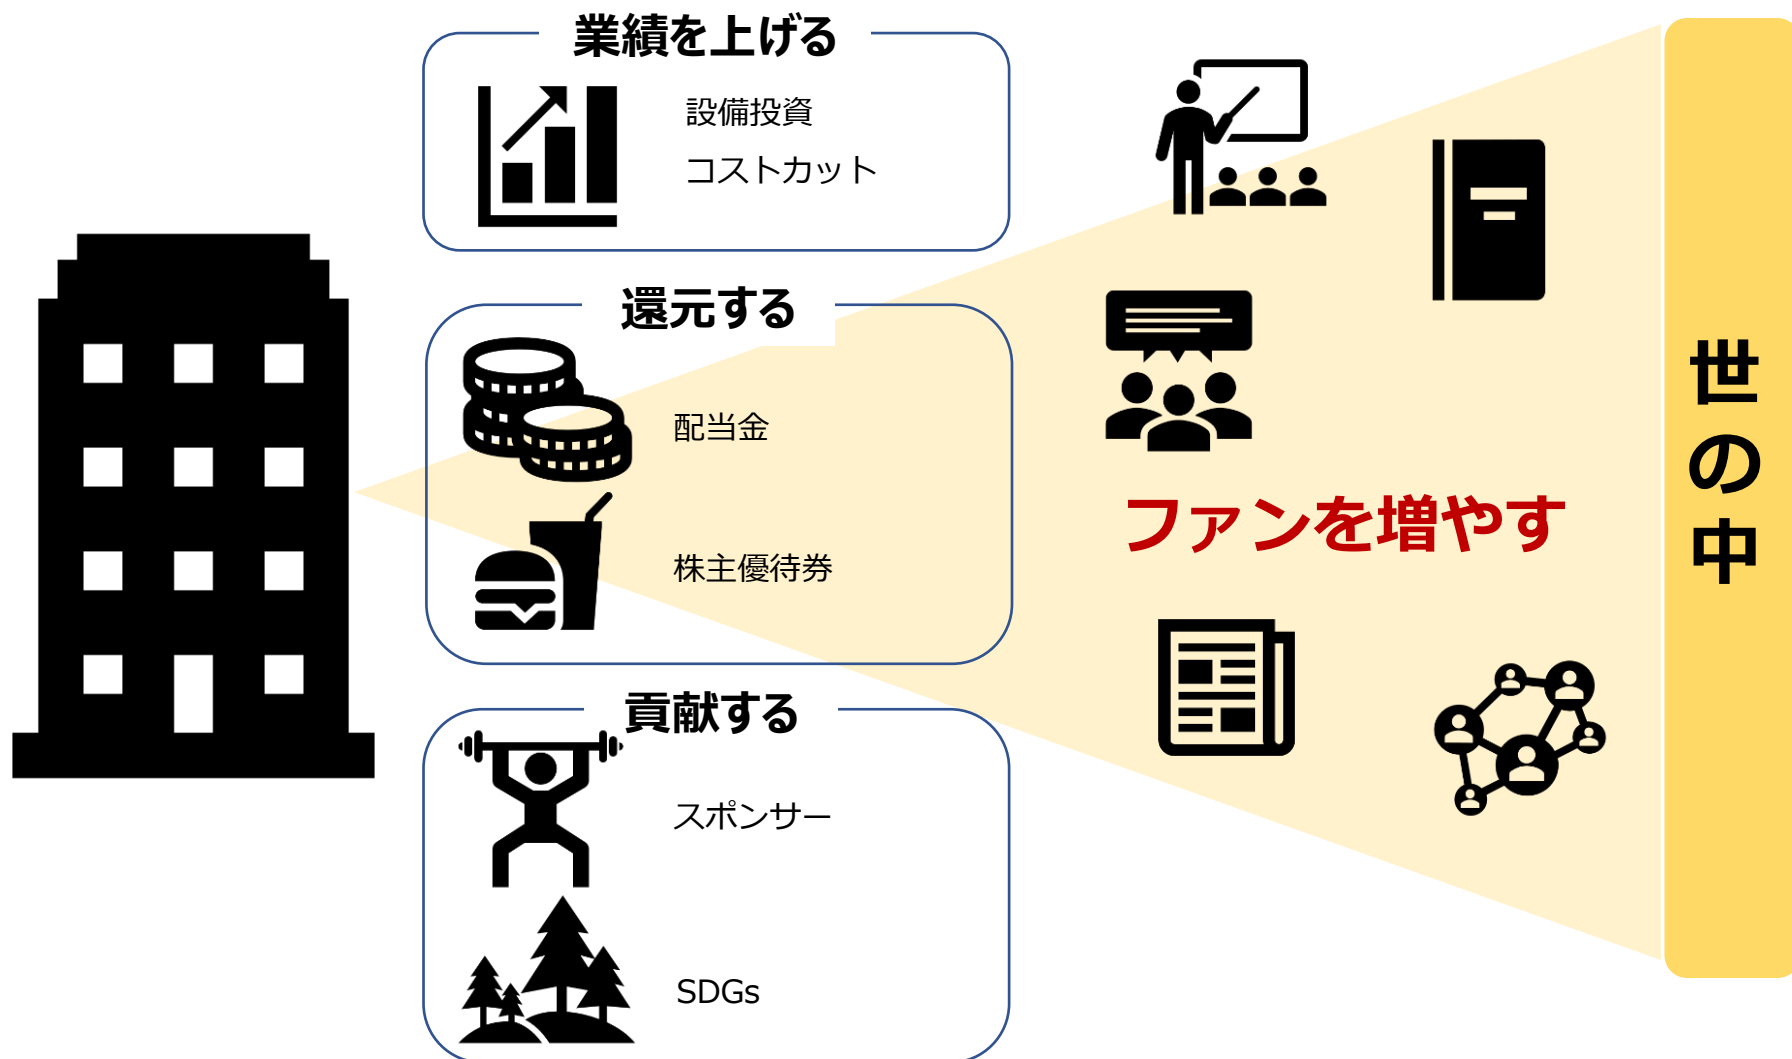 業績を上げる
設備投資
コストカット
還元する
配当金
株主優待券
貢献する
スポンサー
SDGs
ファンを増やす
世の中